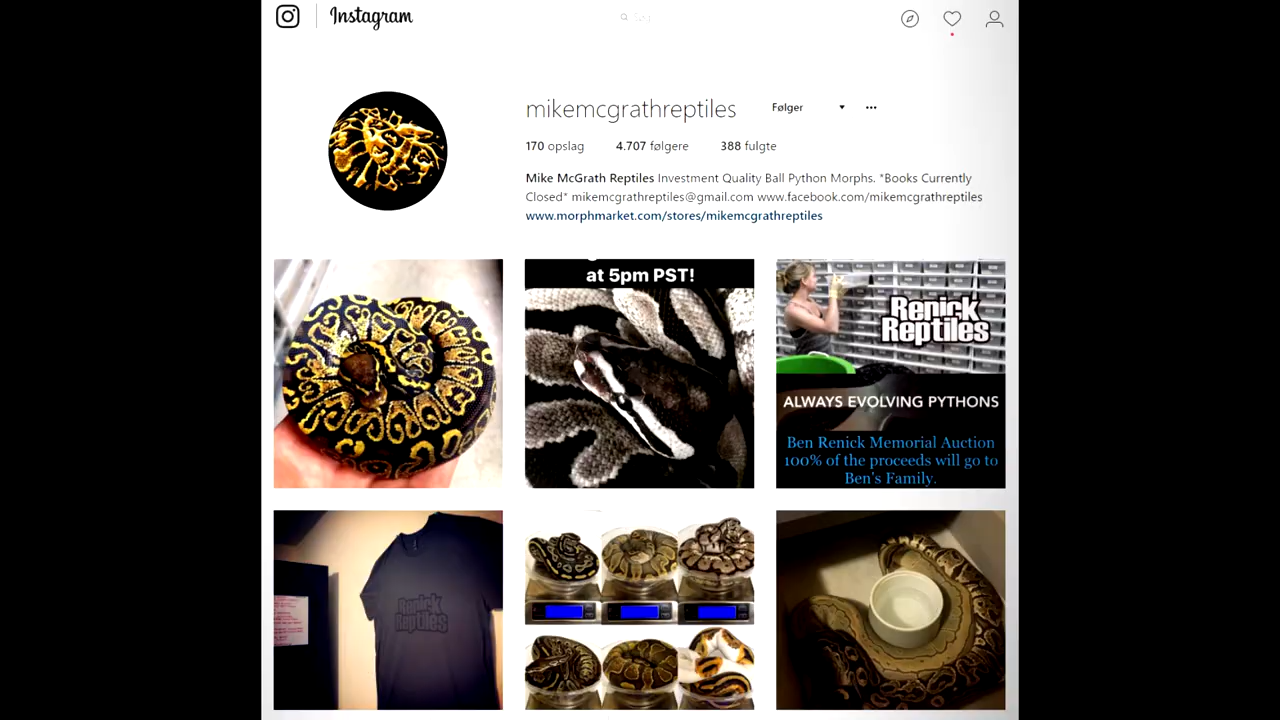 Instagram
mikemcgrathreptiles
Følger
170 opslag 4.707 følgere 388 fulgte
Mike McGrath Reptiles Investment Quality Ball Python Morphs. *Books Currently
Closed* mikemcgrathreptiles@gmail.com www.facebook.com/mikemcgrathreptiles
www.morphmarket.com/stores/mikemcgrathreptiles
at 5pm PST!
Renick
Reptiles
ALWAYS EVOLVING PYTHONS
Ben Renick Memorial Auction
100% of the proceeds will go to
Ben's Family.
Renick
Reptiles